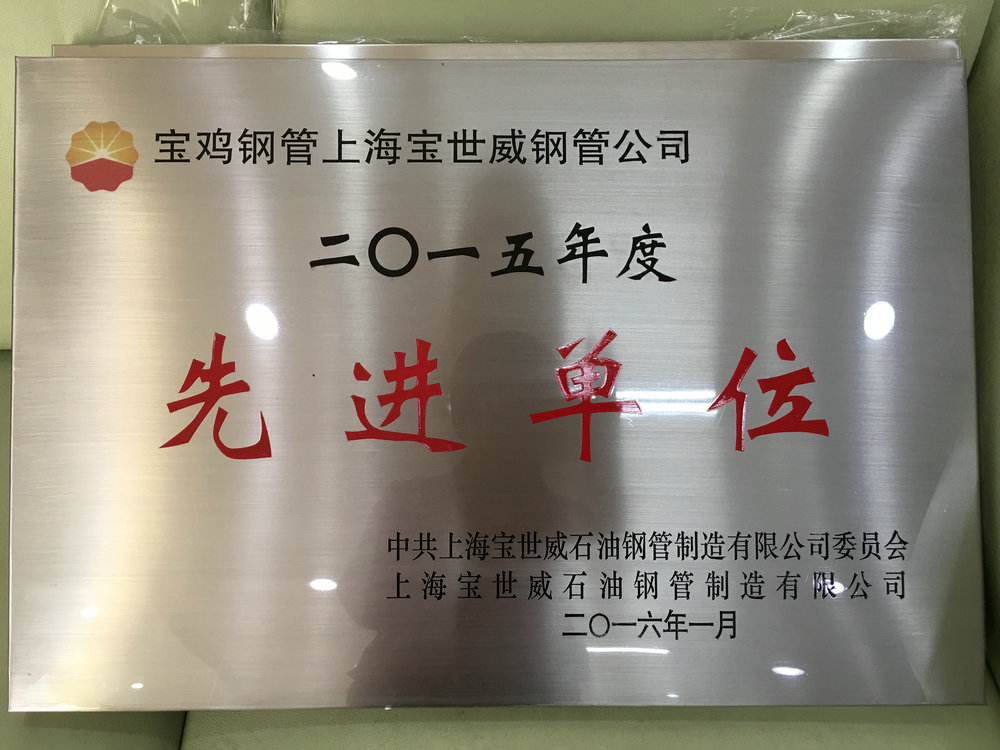 宝鸡钢管上海宝世威钢管公司
二〇一五年度
先进单位
中共上海宝世威石油钢管制造有限公司委员会
上海宝世威石油钢管制造有限公司
二〇一六年一月